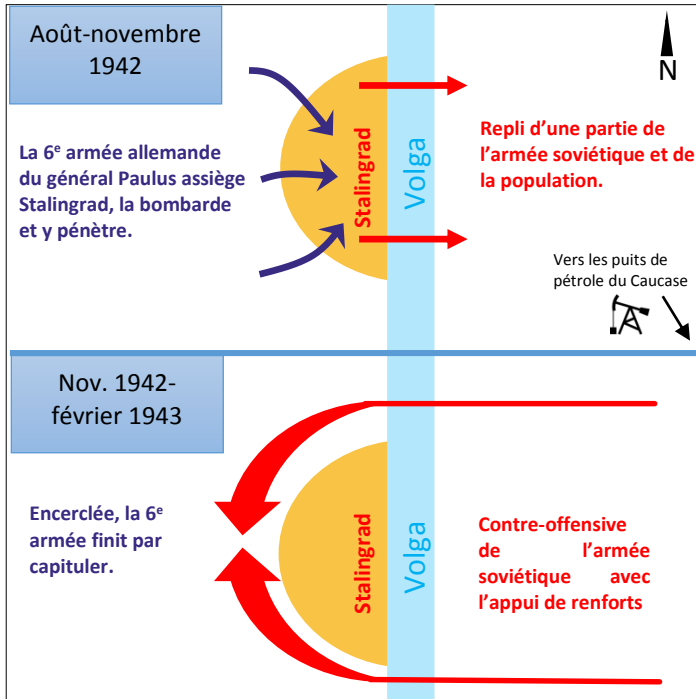 Août-novembre
1942
N
La 6e armée allemande
du général Paulus assiège
Stalingrad, la bombarde
et y pénètre.
Stalingrad
Volga
Repli d'une partie de
l'armée soviétique et de
la population.
Vers les puits de
pétrole du Caucase
Nov. 1942-
février 1943
Encerclée, la 6e
armée finit par
capituler.
Stalingrad
Volga
Contre-offensive
de l'armée
soviétique avec
l'appui de renforts